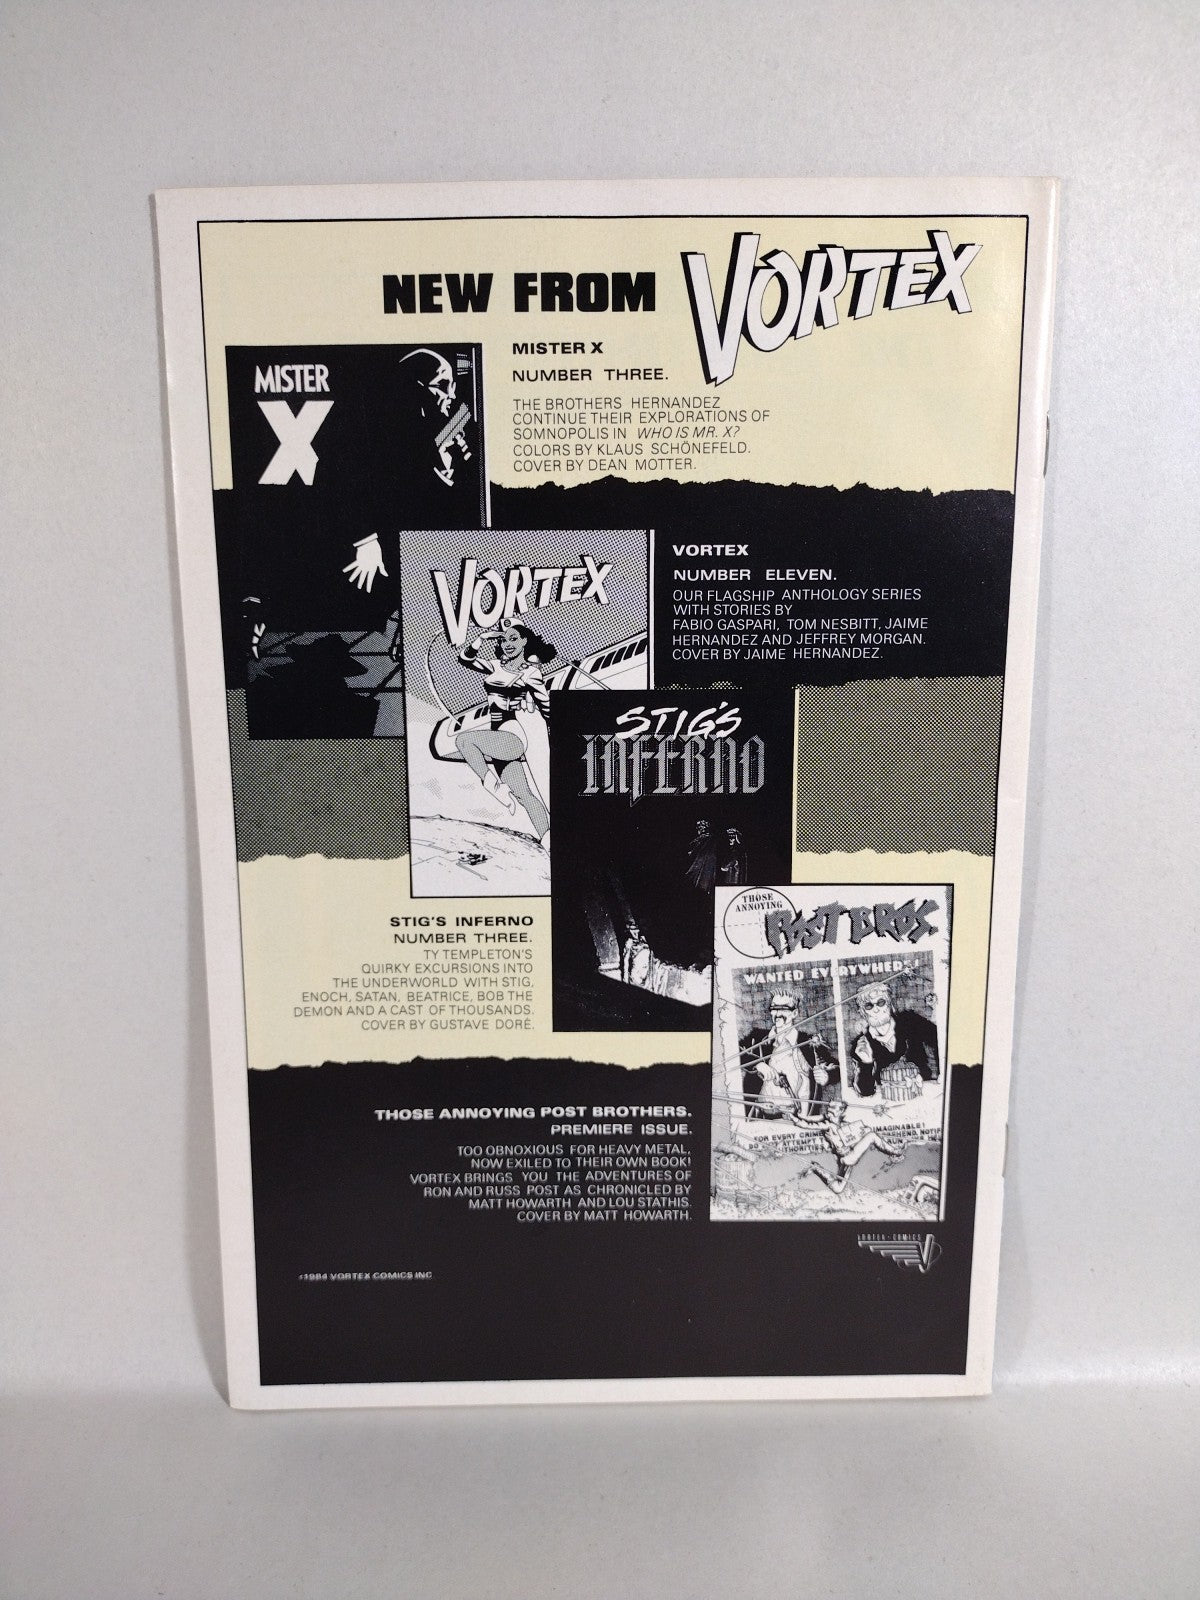 NEW FROM VORTEX
MISTER X
NUMBER THREE.
THE BROTHERS HERNANDEZ
CONTINUE THEIR EXPLORATIONS OF
SOMNOPOLIS IN WHO IS MR. X?
COLORS BY KLAUS SCHÖNEFELD.
COVER BY DEAN MOTTER.
MISTER
X
VORTEX
NUMBER ELEVEN.
OUR FLAGSHIP ANTHOLOGY SERIES
WITH STORIES BY
FABIO GASPARI, TOM NESBITT, JAIME
HERNANDEZ AND JEFFREY MORGAN.
COVER BY JAIME HERNANDEZ.
VORTEX
STIG'S
INFERNO
STIG'S INFERNO
NUMBER THREE.
TY TEMPLETON'S
QUIRKY EXCURSIONS INTO
THE UNDERWORLD WITH STIG,
ENOCH, SATAN, BEATRICE, BOB THE
DEMON AND A CAST OF THOUSANDS.
COVER BY GUSTAVE DORÉ.
THOSE
ANNOYING
POST BROS.
WANTED EVERYWHERE!
FOR EVERY CRIME IMAGINABLE!
THOSE ANNOYING POST BROTHERS.
PREMIERE ISSUE.
TOO OBNOXIOUS FOR HEAVY METAL,
NOW EXILED TO THEIR OWN BOOK!
VORTEX BRINGS YOU THE ADVENTURES OF
RON AND RUSS POST AS CHRONICLED BY
MATT HOWARTH AND LOU STATHIS.
COVER BY MATT HOWARTH.
VORTEX·COMICS
V
©1984 VORTEX COMICS INC